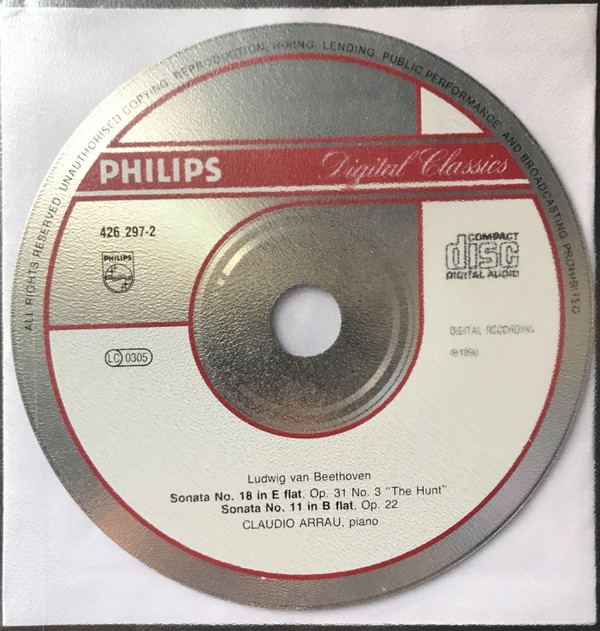 ALL RIGHTS RESERVED. UNAUTHORISED COPYING, REPRODUCTION, HIRING, LENDING, PUBLIC PERFORMANCE AND BROADCASTING PROHIBITED
PHILIPS Digital Classics
426 297-2
PHILIPS
COMPACT
disc
DIGITAL AUDIO
DIGITAL RECORDING
℗1990
LC 0305
Ludwig van Beethoven
Sonata No. 18 in E flat, Op. 31 No. 3 "The Hunt"
Sonata No. 11 in B flat, Op. 22
CLAUDIO ARRAU, piano